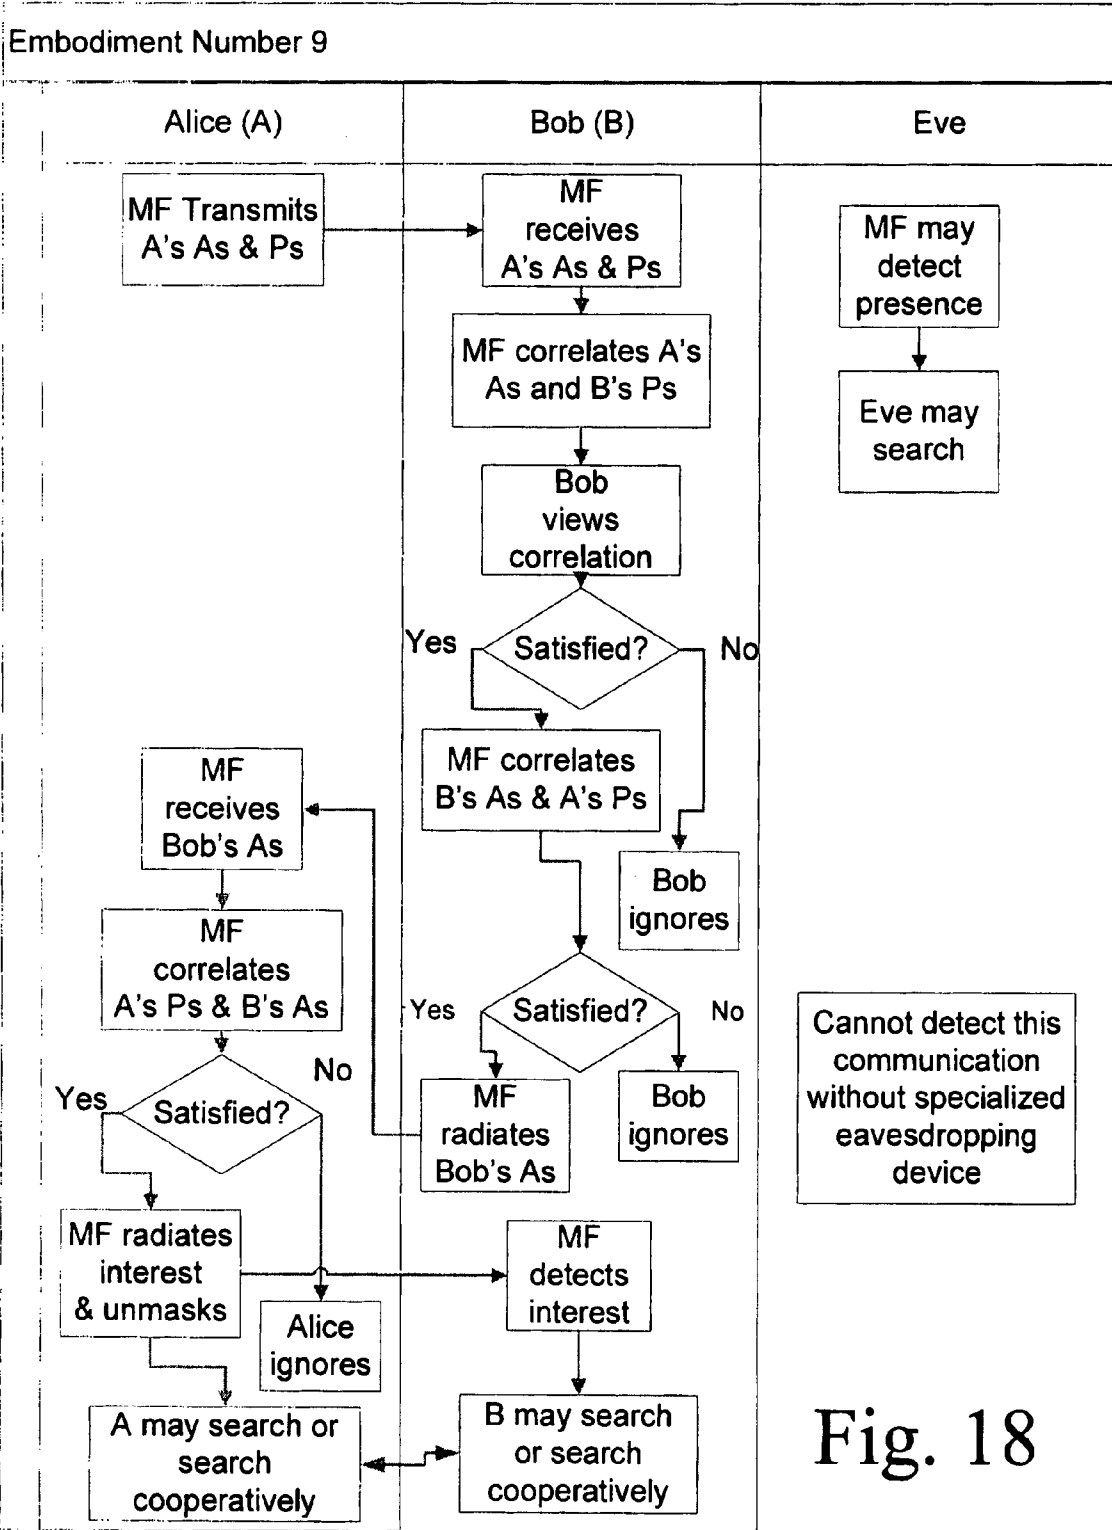 Embodiment Number 9
Alice (A)
Bob (B)
Eve
MF Transmits
A's As & Ps
MF
receives
A's As & Ps
MF may
detect
presence
MF correlates A's
As and B's Ps
Eve may
search
Bob
views
correlation
Yes
Satisfied?
No
MF correlates
B's As & A's Ps
MF
receives
Bob's As
Bob
ignores
MF
correlates
A's Ps & B's As
Yes
Satisfied?
No
Cannot detect this
communication
without specialized
eavesdropping
device
MF
radiates
Bob's As
Bob
ignores
Yes
Satisfied?
No
MF radiates
interest
& unmasks
MF
detects
interest
Alice
ignores
A may search or
search
cooperatively
B may search
or search
cooperatively
Fig. 18